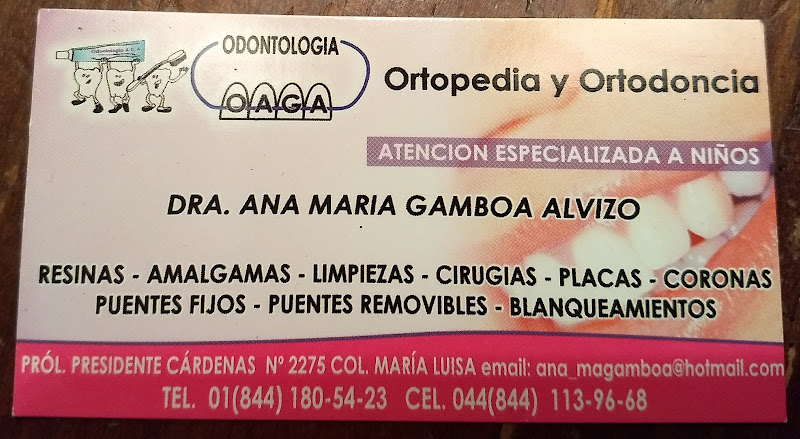 Odontologia A G A
ODONTOLOGIA
OAGA
Ortopedia y Ortodoncia
ATENCION ESPECIALIZADA A NIÑOS
DRA. ANA MARIA GAMBOA ALVIZO
RESINAS - AMALGAMAS - LIMPIEZAS - CIRUGIAS - PLACAS - CORONAS
PUENTES FIJOS - PUENTES REMOVIBLES - BLANQUEAMIENTOS
PRÓL. PRESIDENTE CÁRDENAS Nº 2275 COL. MARÍA LUISA email: ana_magamboa@hotmail.com
TEL. 01(844) 180-54-23 CEL. 044(844) 113-96-68